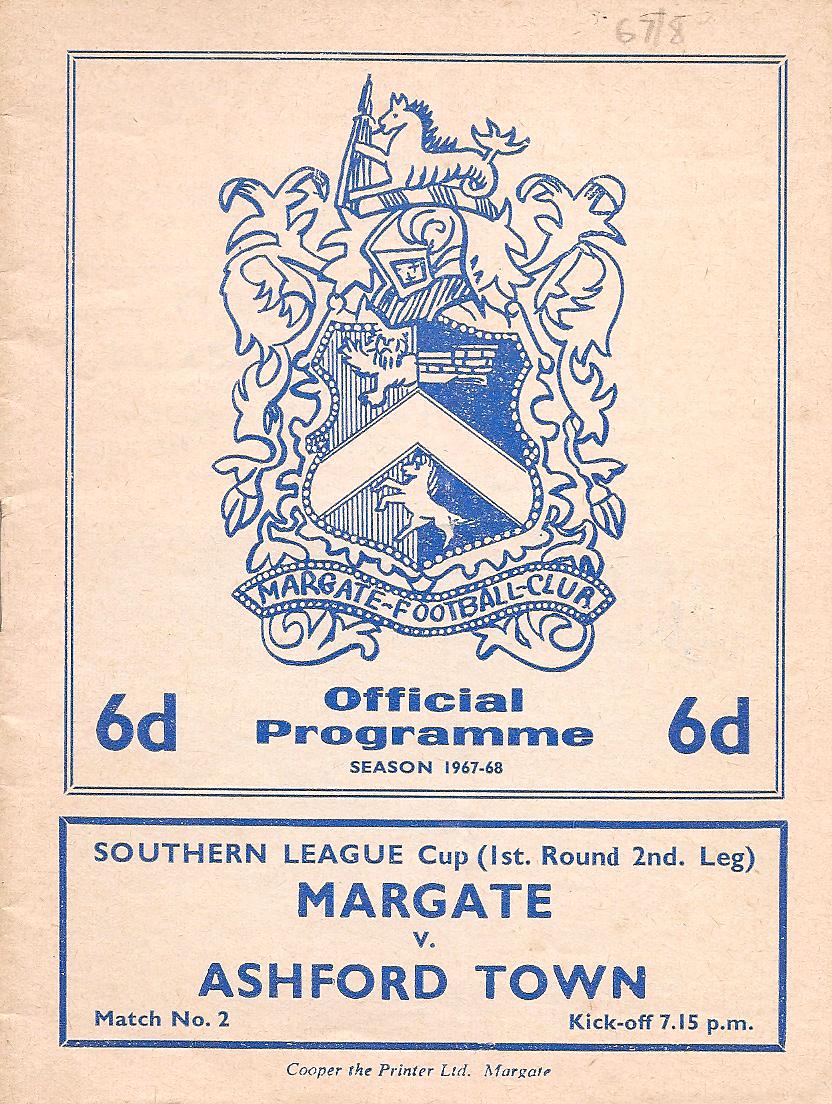 67/8
MARGATE-FOOTBALL-CLUB
Official
6d Programme 6d
SEASON 1967-68
SOUTHERN LEAGUE Cup (1st. Round 2nd. Leg)
MARGATE
v.
ASHFORD TOWN
Match No. 2 Kick-off 7.15 p.m.
Cooper the Printer Ltd. Margate